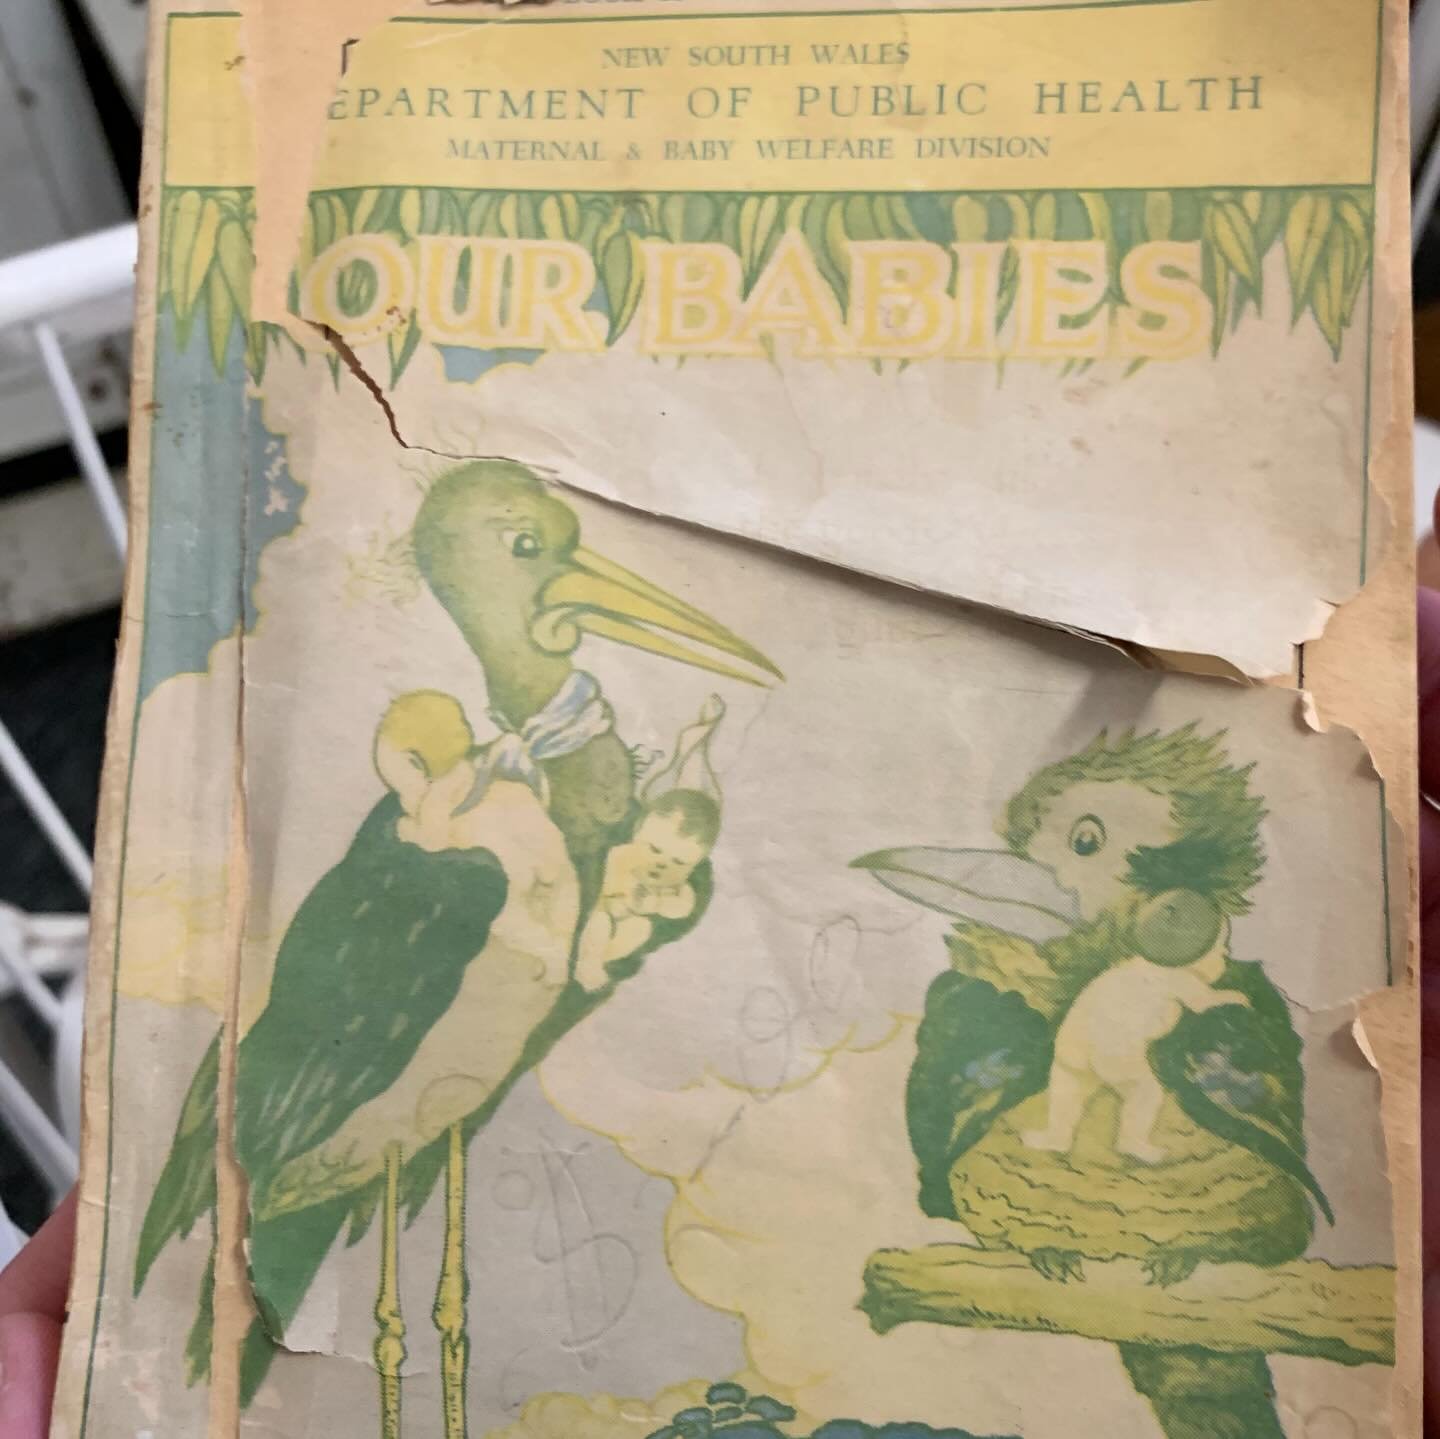 NEW SOUTH WALES
EPARTMENT OF PUBLIC HEALTH
MATERNAL & BABY WELFARE DIVISION
OUR BABIES